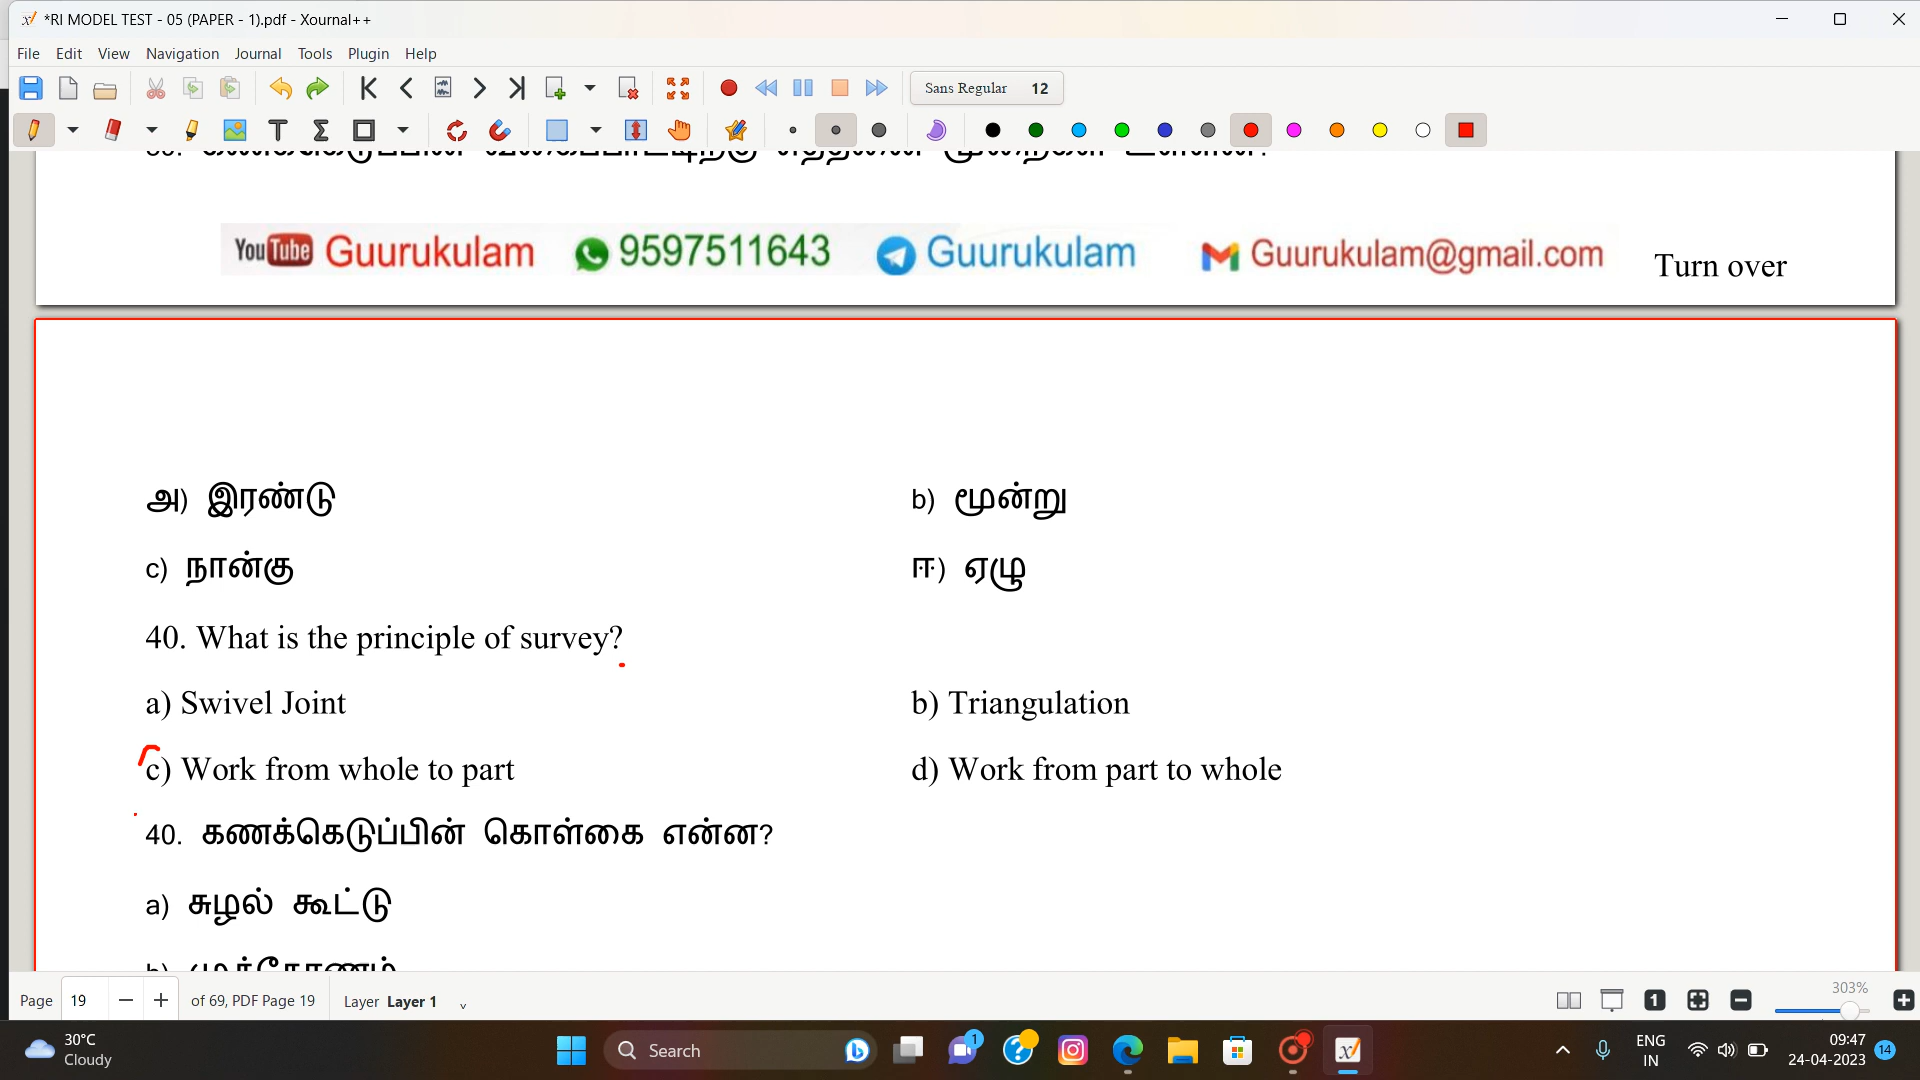 *RI MODEL TEST - 05 (PAPER - 1).pdf - Xournal++
File Edit View Navigation Journal Tools Plugin Help
Sans Regular 12
YouTube Guurukulam 9597511643 Guurukulam Guurukulam@gmail.com
Turn over
அ) இரண்டு b) மூன்று
c) நான்கு ஈ) ஏழு
40. What is the principle of survey?
a) Swivel Joint b) Triangulation
c) Work from whole to part d) Work from part to whole
40. கணக்கெடுப்பின் கொள்கை என்ன?
a) சுழல் கூட்டு
Page 19 of 69, PDF Page 19 Layer Layer 1 303%
30°C
Cloudy
Search
1
ENG
IN
09:47
24-04-2023
14